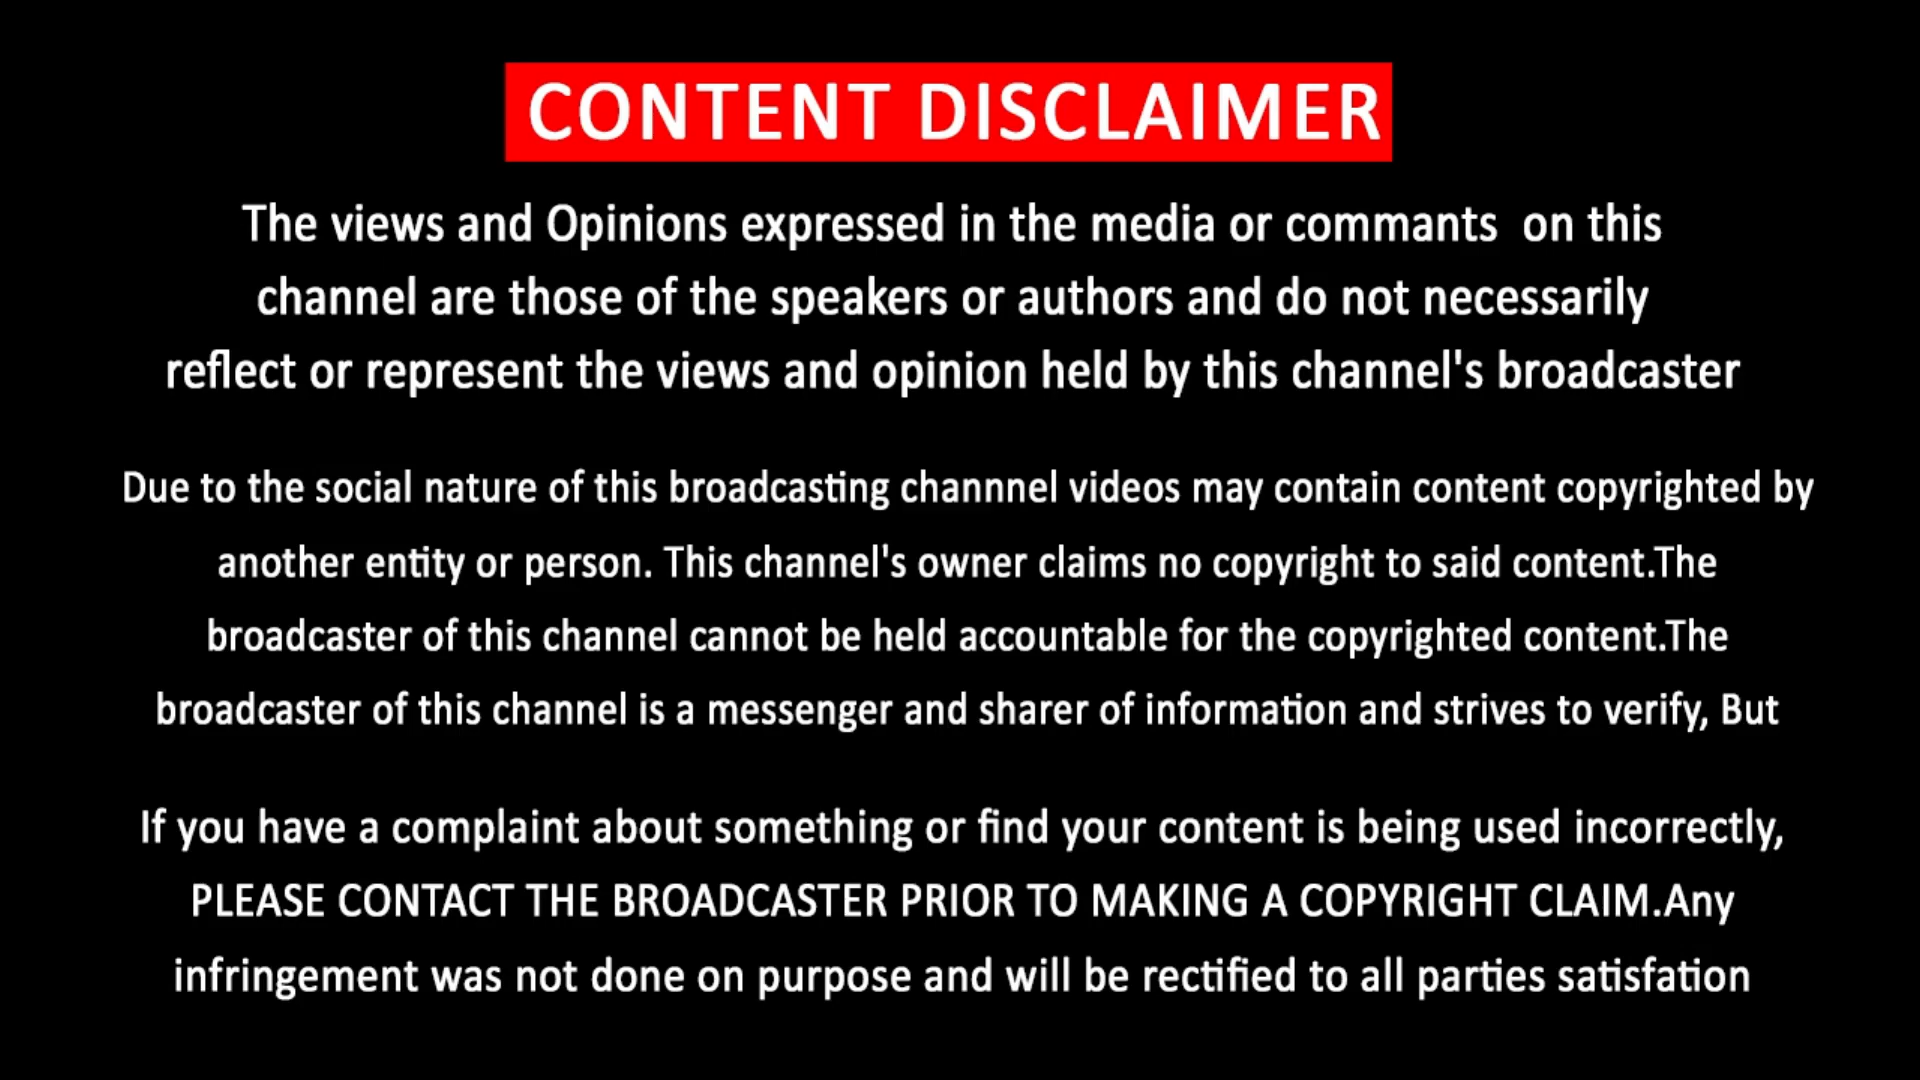 CONTENT DISCLAIMER
The views and Opinions expressed in the media or commants  on this
channel are those of the speakers or authors and do not necessarily
reflect or represent the views and opinion held by this channel's broadcaster
Due to the social nature of this broadcasting channnel videos may contain content copyrighted by
another entity or person. This channel's owner claims no copyright to said content.The
broadcaster of this channel cannot be held accountable for the copyrighted content.The
broadcaster of this channel is a messenger and sharer of information and strives to verify, But
If you have a complaint about something or find your content is being used incorrectly,
PLEASE CONTACT THE BROADCASTER PRIOR TO MAKING A COPYRIGHT CLAIM.Any
infringement was not done on purpose and will be rectified to all parties satisfation